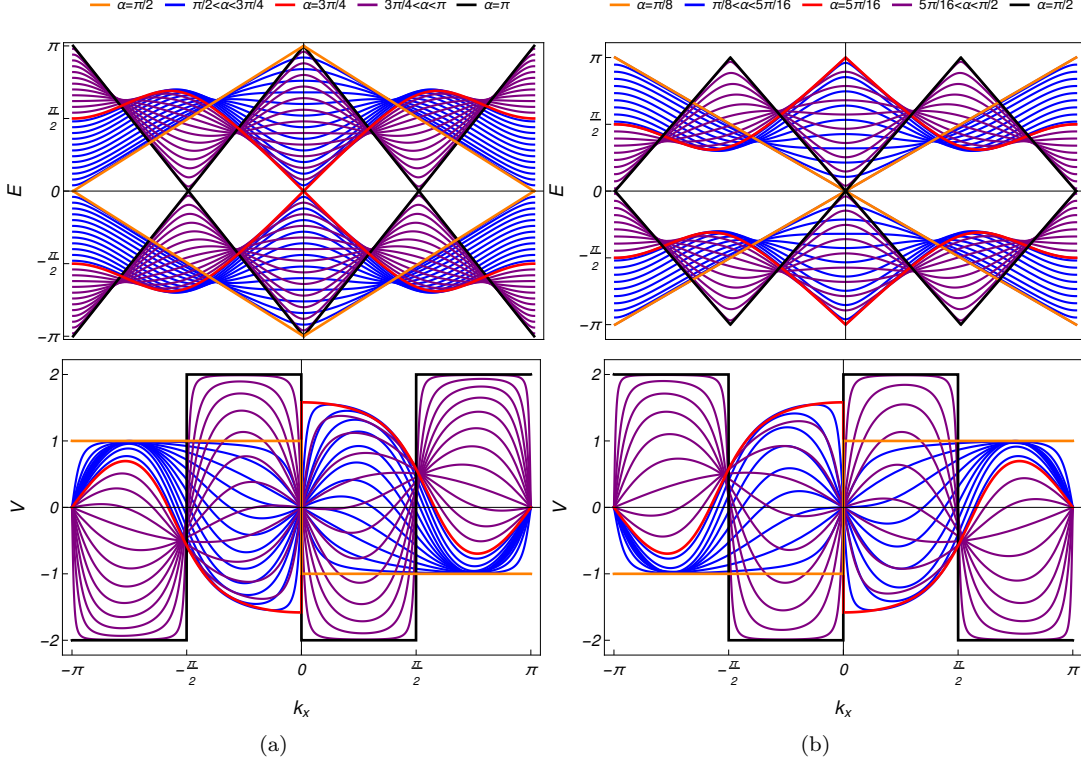 α=π/2 π/2<α<3π/4 α=3π/4 3π/4<α<π α=π
α=π/8 π/8<α<5π/16 α=5π/16 5π/16<α<π/2 α=π/2
π
π/2
0
-π/2
-π
E
π
π/2
0
-π/2
-π
E
2
1
0
-1
-2
V
2
1
0
-1
-2
V
-π -π/2 0 π/2 π
-π -π/2 0 π/2 π
kx
kx
(a)
(b)